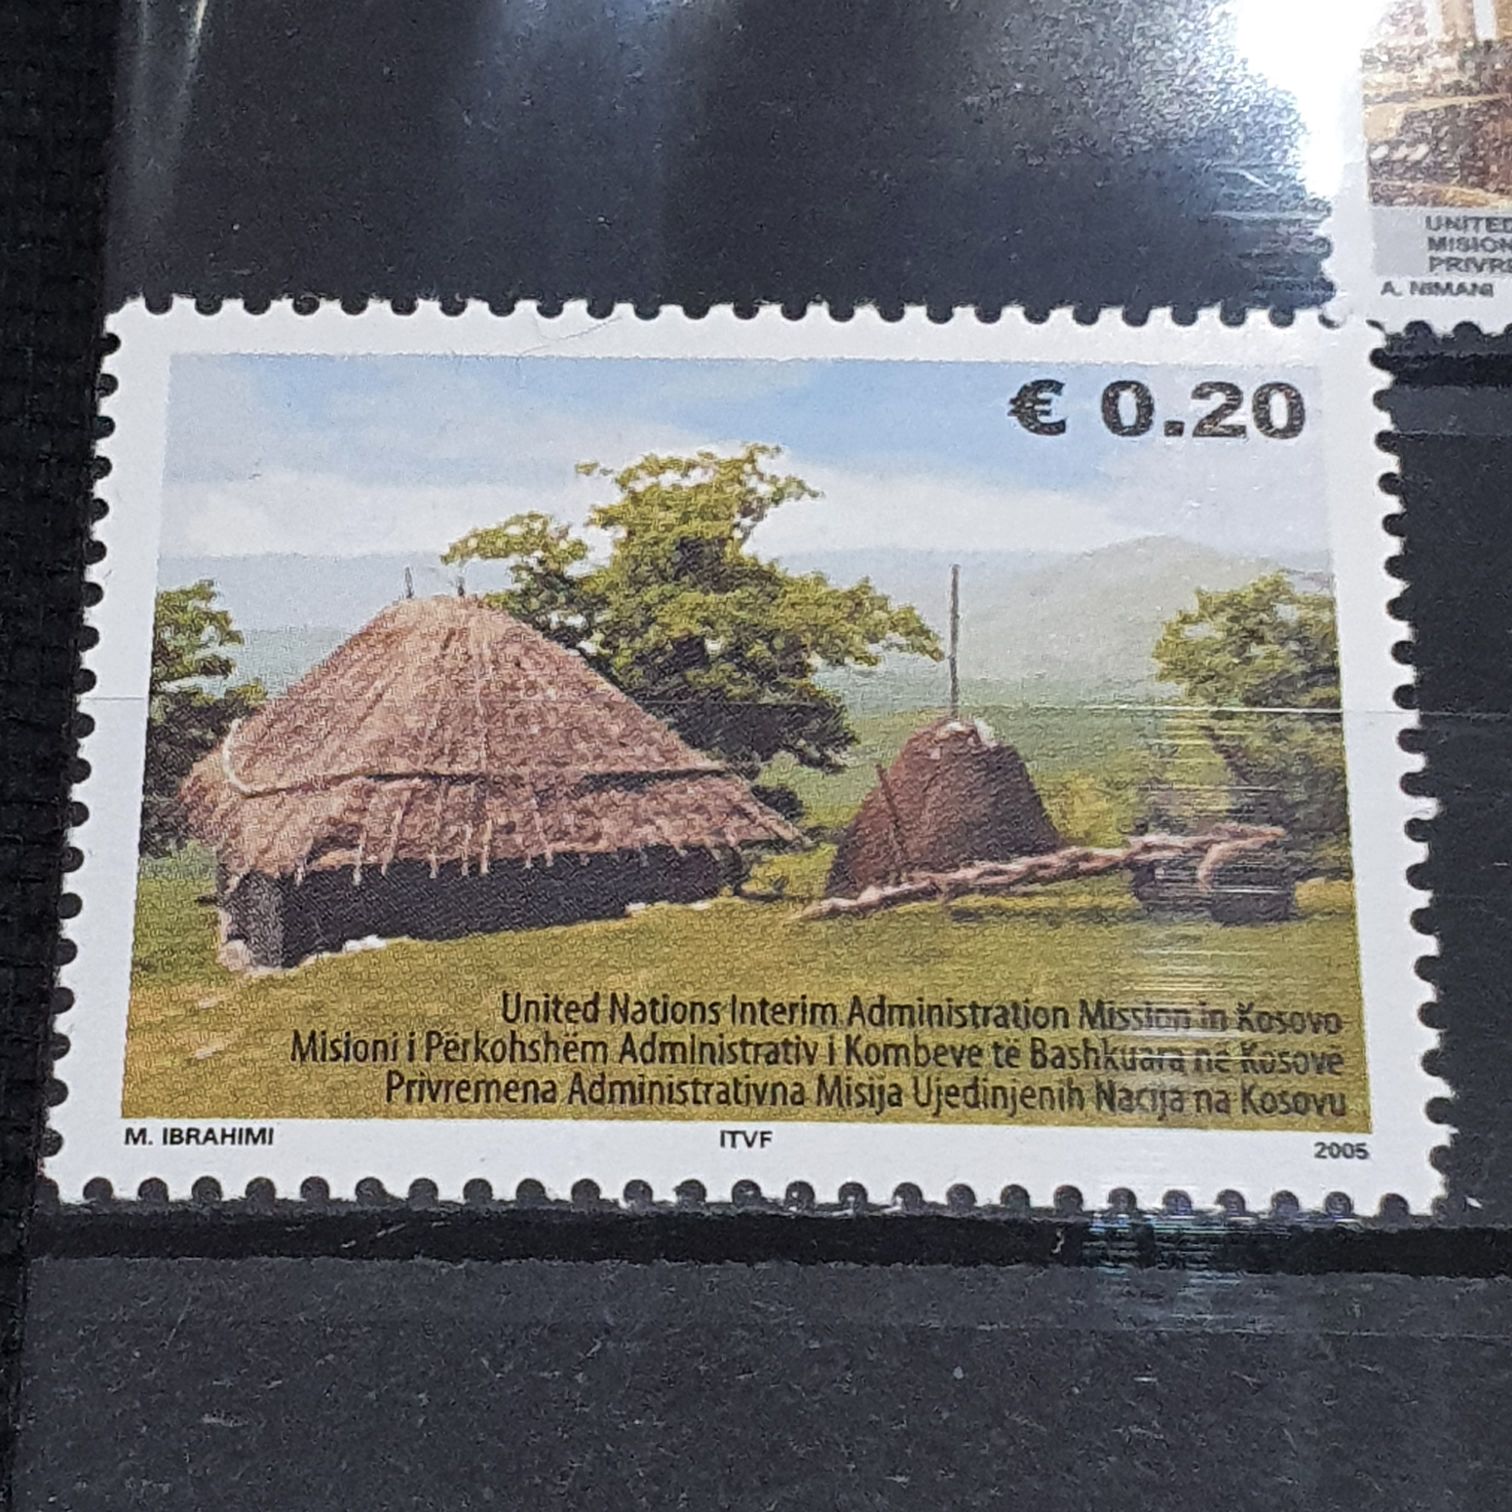 UNITED
MISION
PRIVRE
A. NIMANI
€ 0.20
United Nations Interim Administration Mission in Kosovo
Misioni i Përkohshëm Administrativ i Kombeve të Bashkuara në Kosovë
Privremena Administrativna Misija Ujedinjenih Nacija na Kosovu
M. IBRAHIMI
ITVF
2005